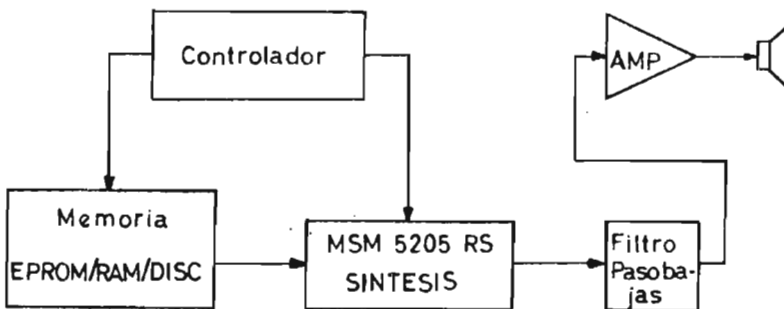 Controlador
AMP
Memoria
EPROM/RAM/DISC
MSM 5205 RS
SINTESIS
Filtro
Pasoba-
jas